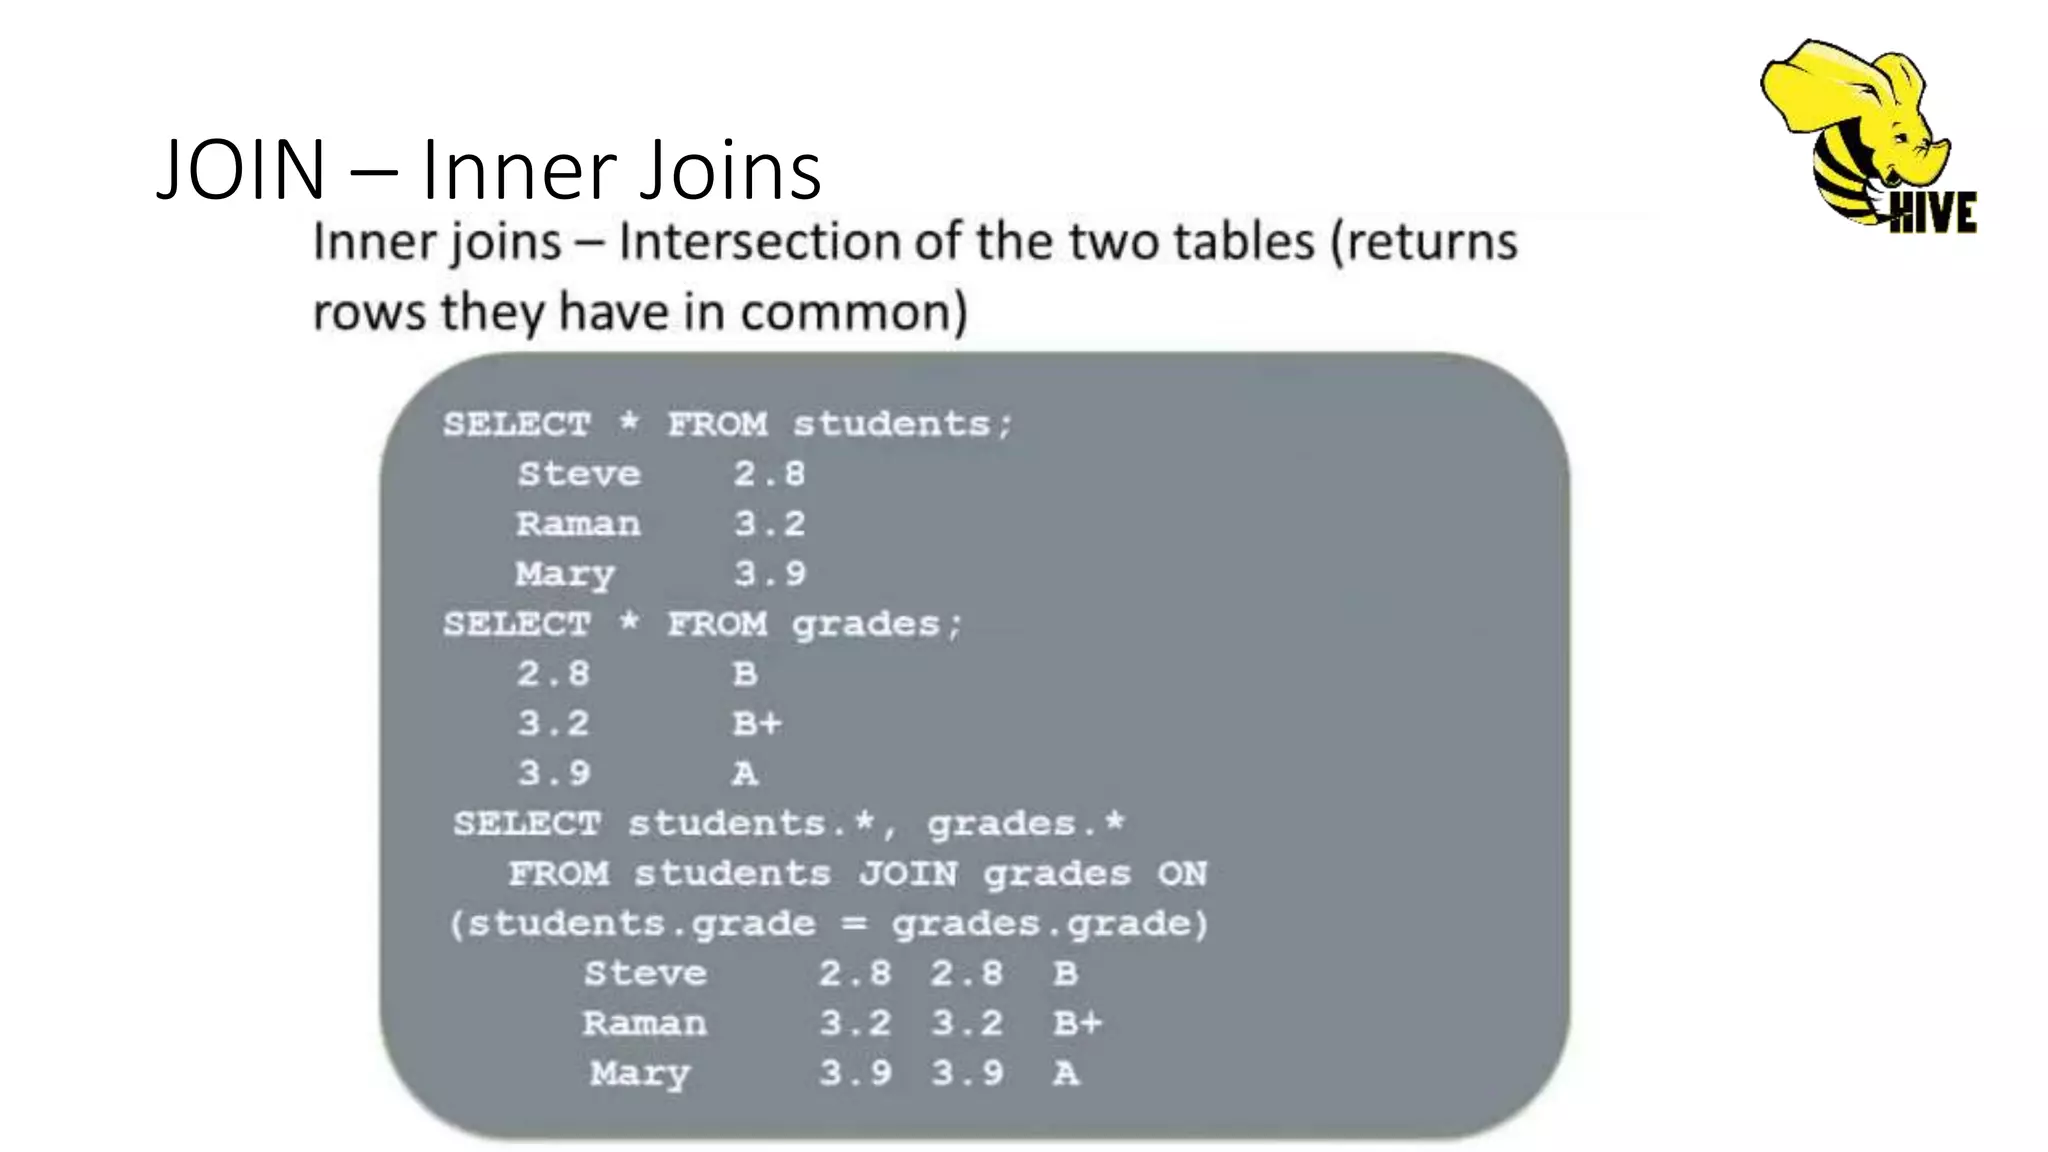 HIVE
JOIN – Inner Joins
Inner joins – Intersection of the two tables (returns
rows they have in common)
SELECT * FROM students;
Steve 2.8
Raman 3.2
Mary 3.9
SELECT * FROM grades;
2.8 B
3.2 B+
3.9 A
SELECT students.*, grades.*
FROM students JOIN grades ON
(students.grade = grades.grade)
Steve 2.8 2.8 B
Raman 3.2 3.2 B+
Mary 3.9 3.9 A